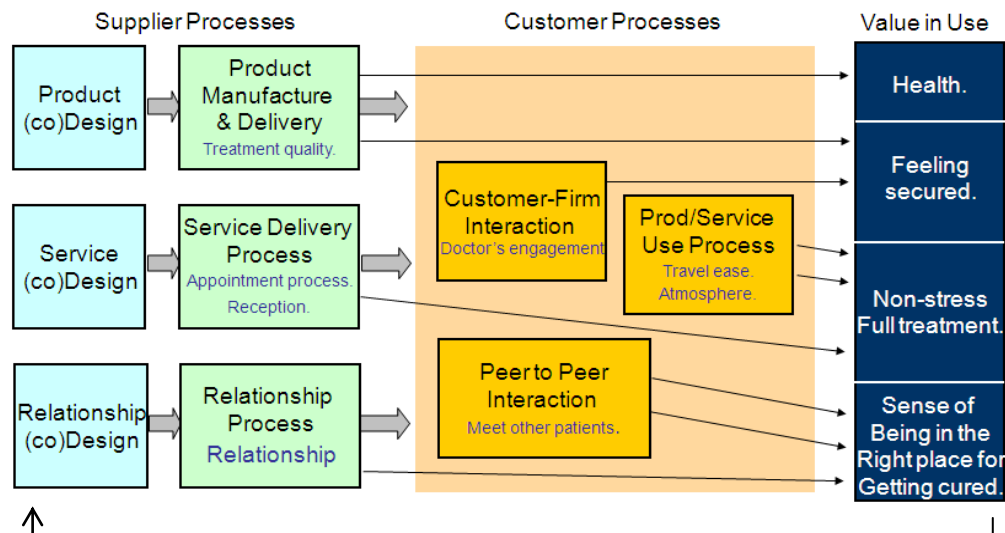 Supplier Processes
Customer Processes
Value in Use
Product
(co)Design
Product
Manufacture
& Delivery
Treatment quality.
Health.
Feeling
secured.
Customer-Firm
Interaction
Doctor's engagement
Prod/Service
Use Process
Travel ease.
Atmosphere.
Service
(co)Design
Service Delivery
Process
Appointment process.
Reception.
Non-stress
Full treatment.
Relationship
(co)Design
Relationship
Process
Relationship
Peer to Peer
Interaction
Meet other patients.
Sense of
Being in the
Right place for
Getting cured.